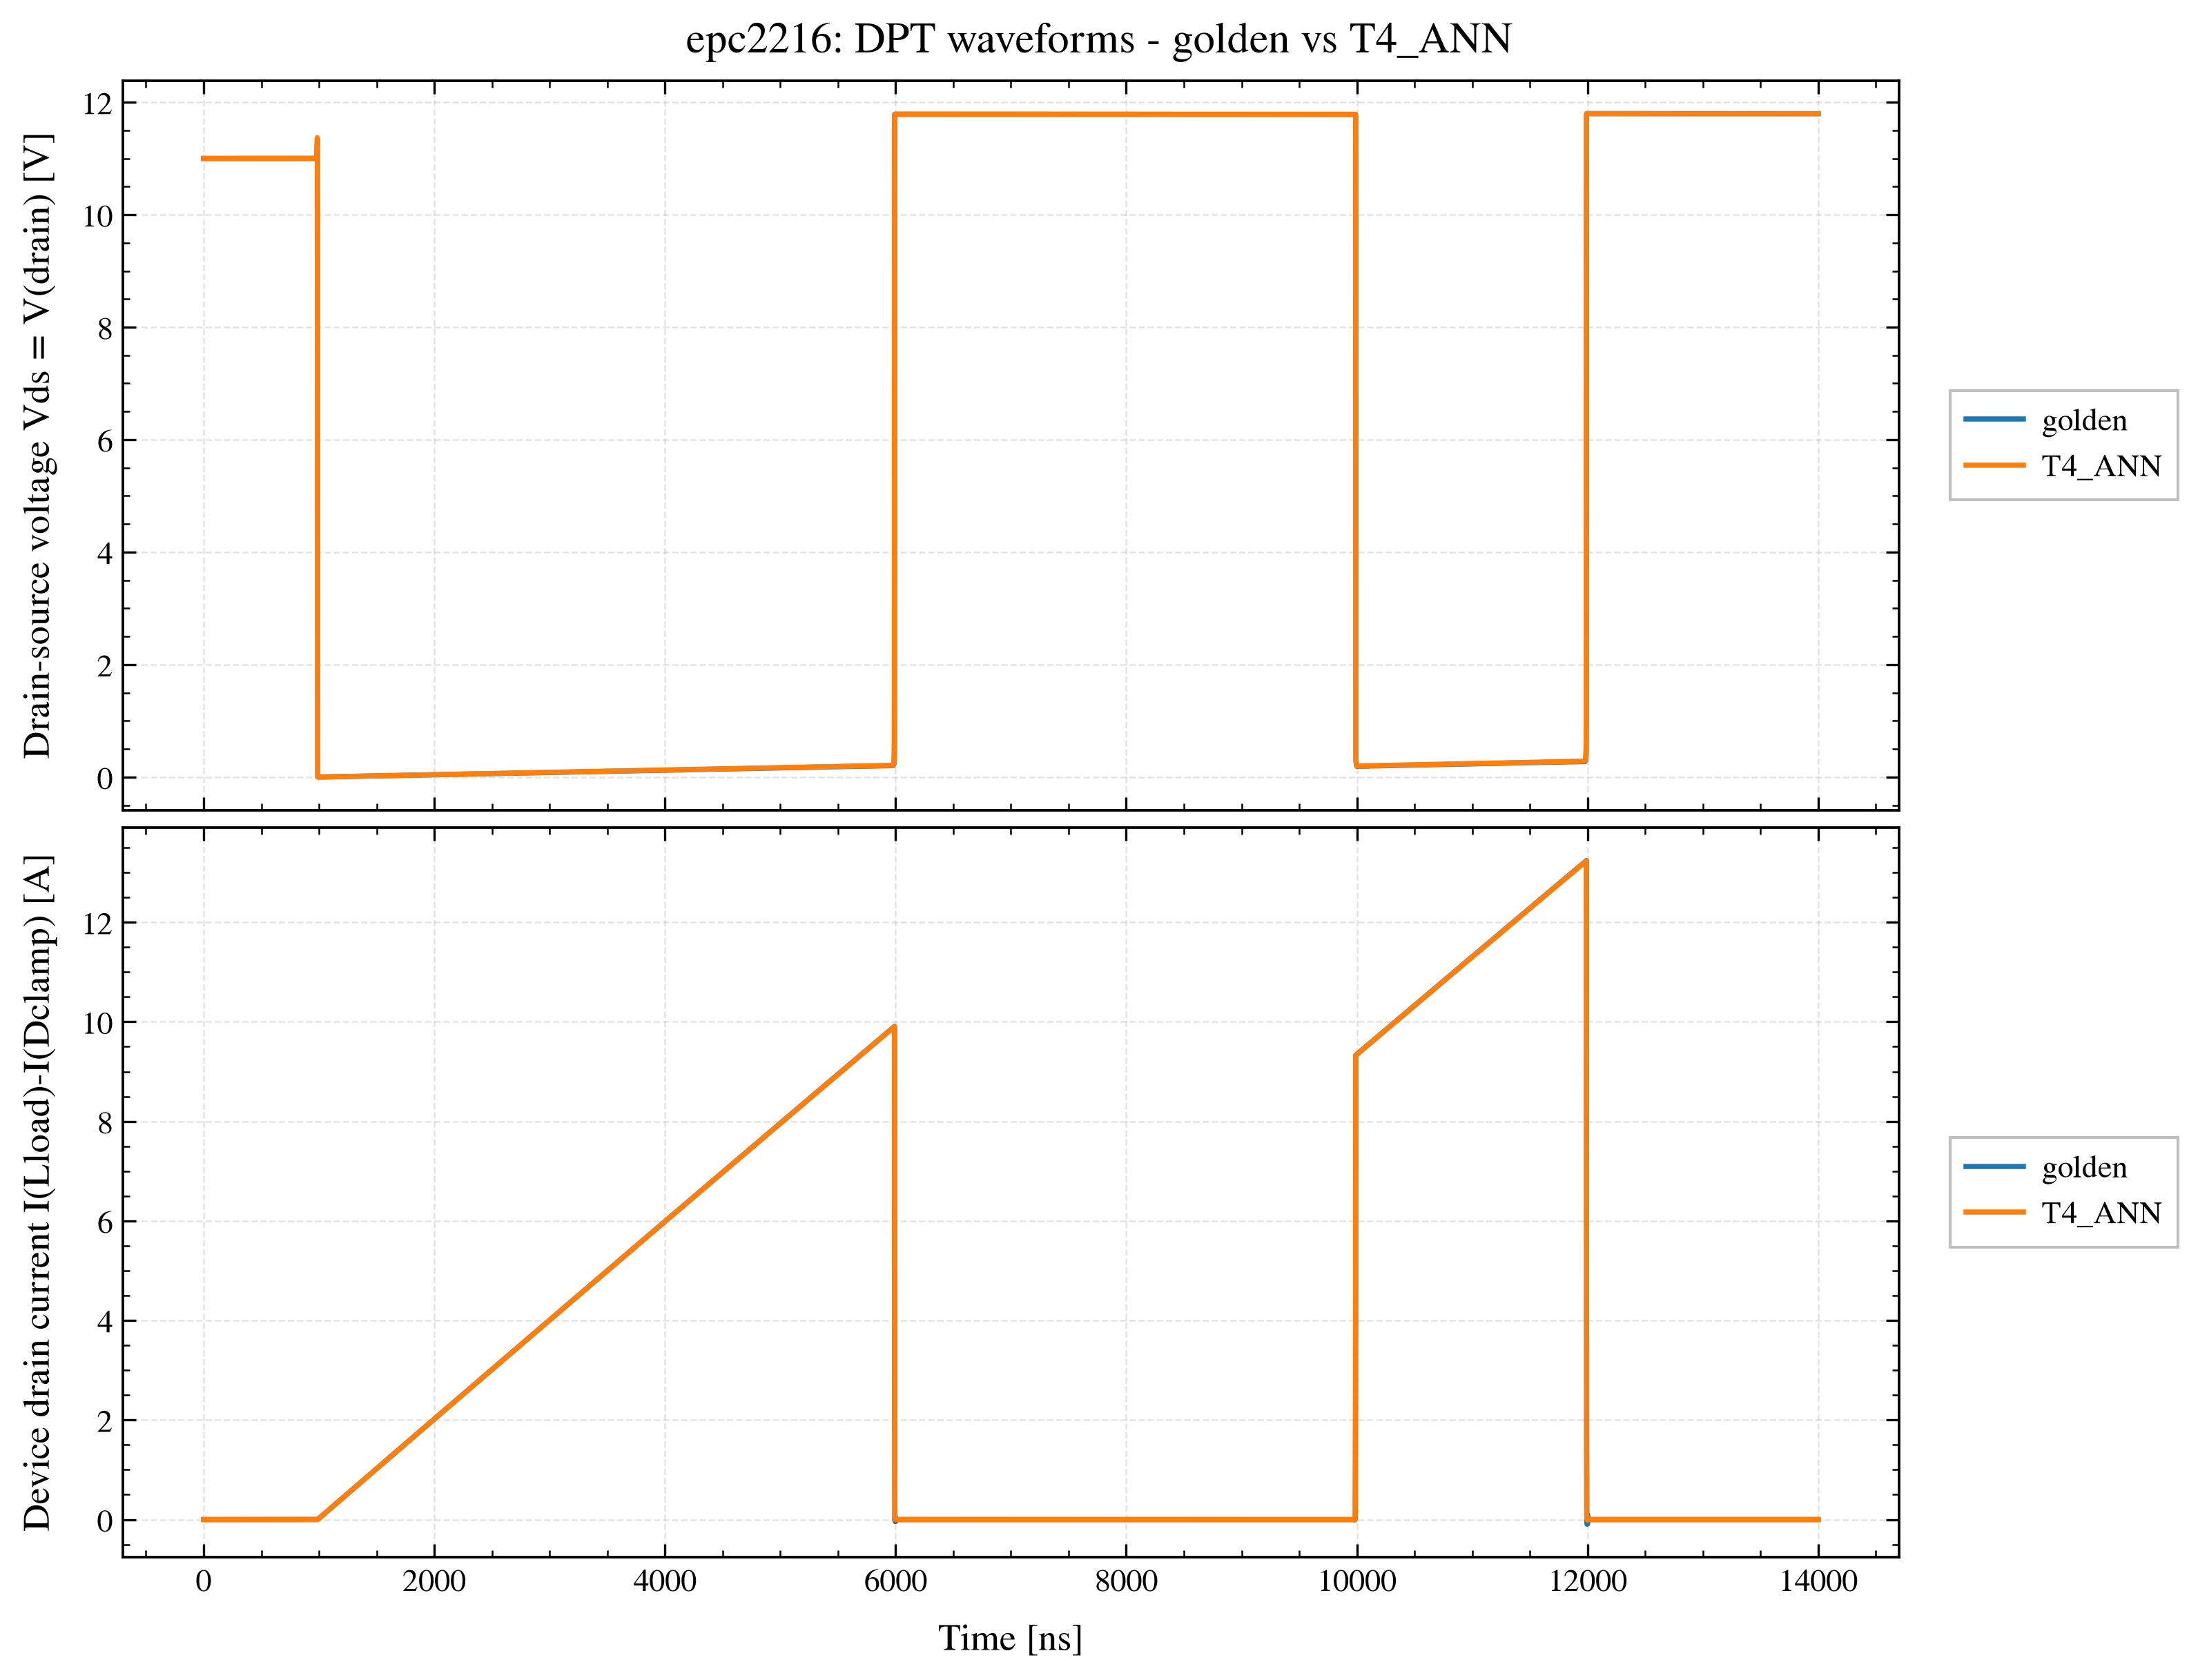 epc2216: DPT waveforms - golden vs T4_ANN
Drain-source voltage Vds = V(drain) [V]
12
10
8
6
4
2
0
golden
T4_ANN
Device drain current I(Lload)-I(Dclamp) [A]
12
10
8
6
4
2
0
golden
T4_ANN
0 2000 4000 6000 8000 10000 12000 14000
Time [ns]